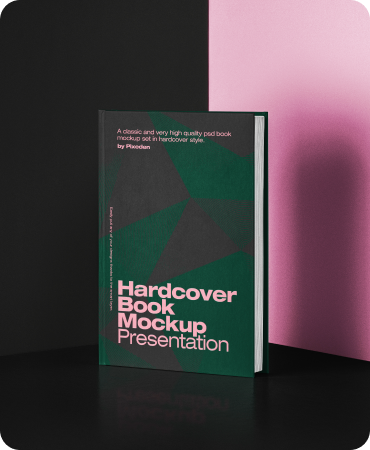 A classic and very high quality psd book
mockup set in hardcover style.
by Pixeden
Hardcover
Book
Mockup
Presentation